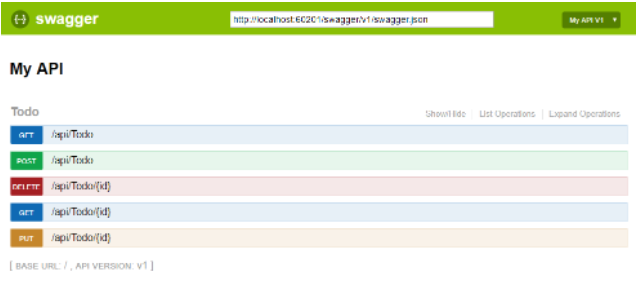 {-} swagger http://localhost:60201/swagger/v1/swagger.json My API V1
My API
Todo Show/Hide | List Operations | Expand Operations
GET /api/Todo
POST /api/Todo
DELETE /api/Todo/{id}
GET /api/Todo/{id}
PUT /api/Todo/{id}
[ BASE URL: / , API VERSION: V1 ]